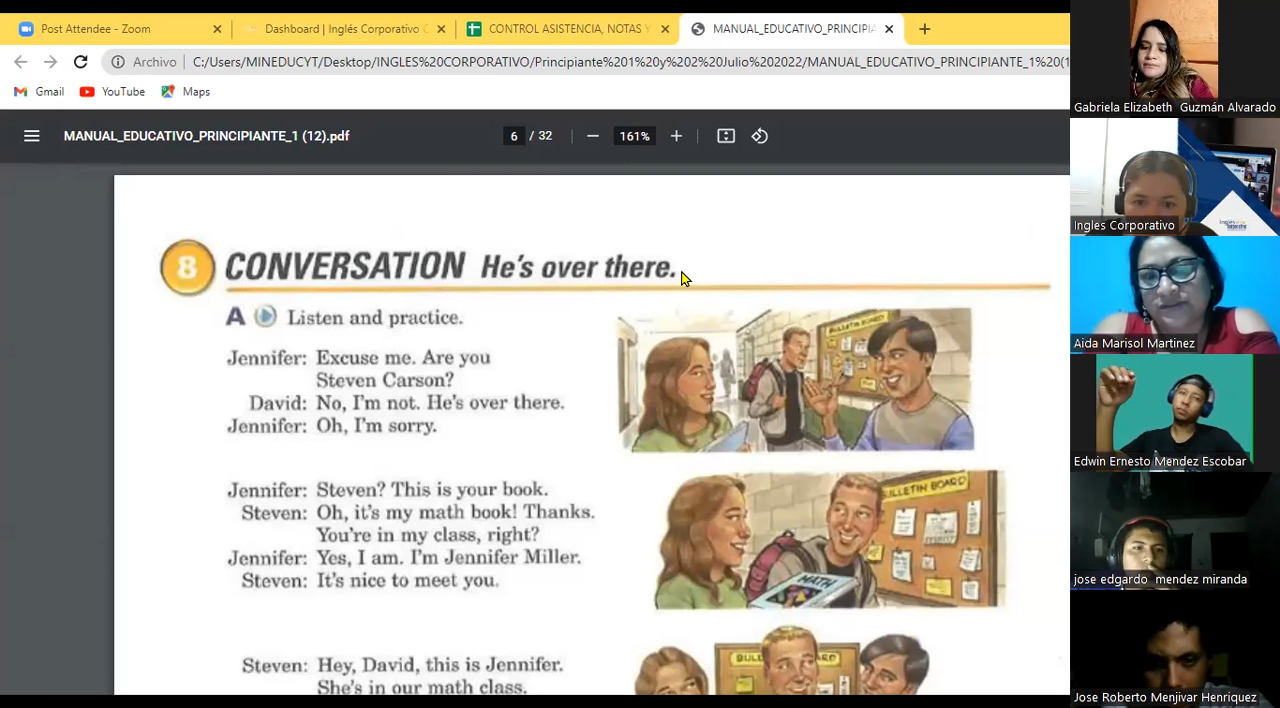 Post Attendee - Zoom
Dashboard | Inglés Corporativo C
CONTROL ASISTENCIA, NOTAS Y
MANUAL_EDUCATIVO_PRINCIPIA
Archivo
C:/Users/MINEDUCYT/Desktop/INGLES%20CORPORATIVO/Principiante%201%20y%202%20Julio%202022/MANUAL_EDUCATIVO_PRINCIPIANTE_1%20(1
Gmail
YouTube
Maps
MANUAL_EDUCATIVO_PRINCIPIANTE_1 (12).pdf
6 / 32
161%
8 CONVERSATION He's over there.
A Listen and practice.
Jennifer: Excuse me. Are you
Steven Carson?
David: No, I'm not. He's over there.
Jennifer: Oh, I'm sorry.
BULLETIN BOARD
Jennifer: Steven? This is your book.
Steven: Oh, it's my math book! Thanks.
You're in my class, right?
Jennifer: Yes, I am. I'm Jennifer Miller.
Steven: It's nice to meet you.
BULLETIN BOARD
MATH
Steven: Hey, David, this is Jennifer.
She's in our math class.
Gabriela Elizabeth Guzmán Alvarado
Ingles Corporativo
Aída Marisol Martinez
Edwin Ernesto Mendez Escobar
jose edgardo mendez miranda
Jose Roberto Menjivar Henríquez